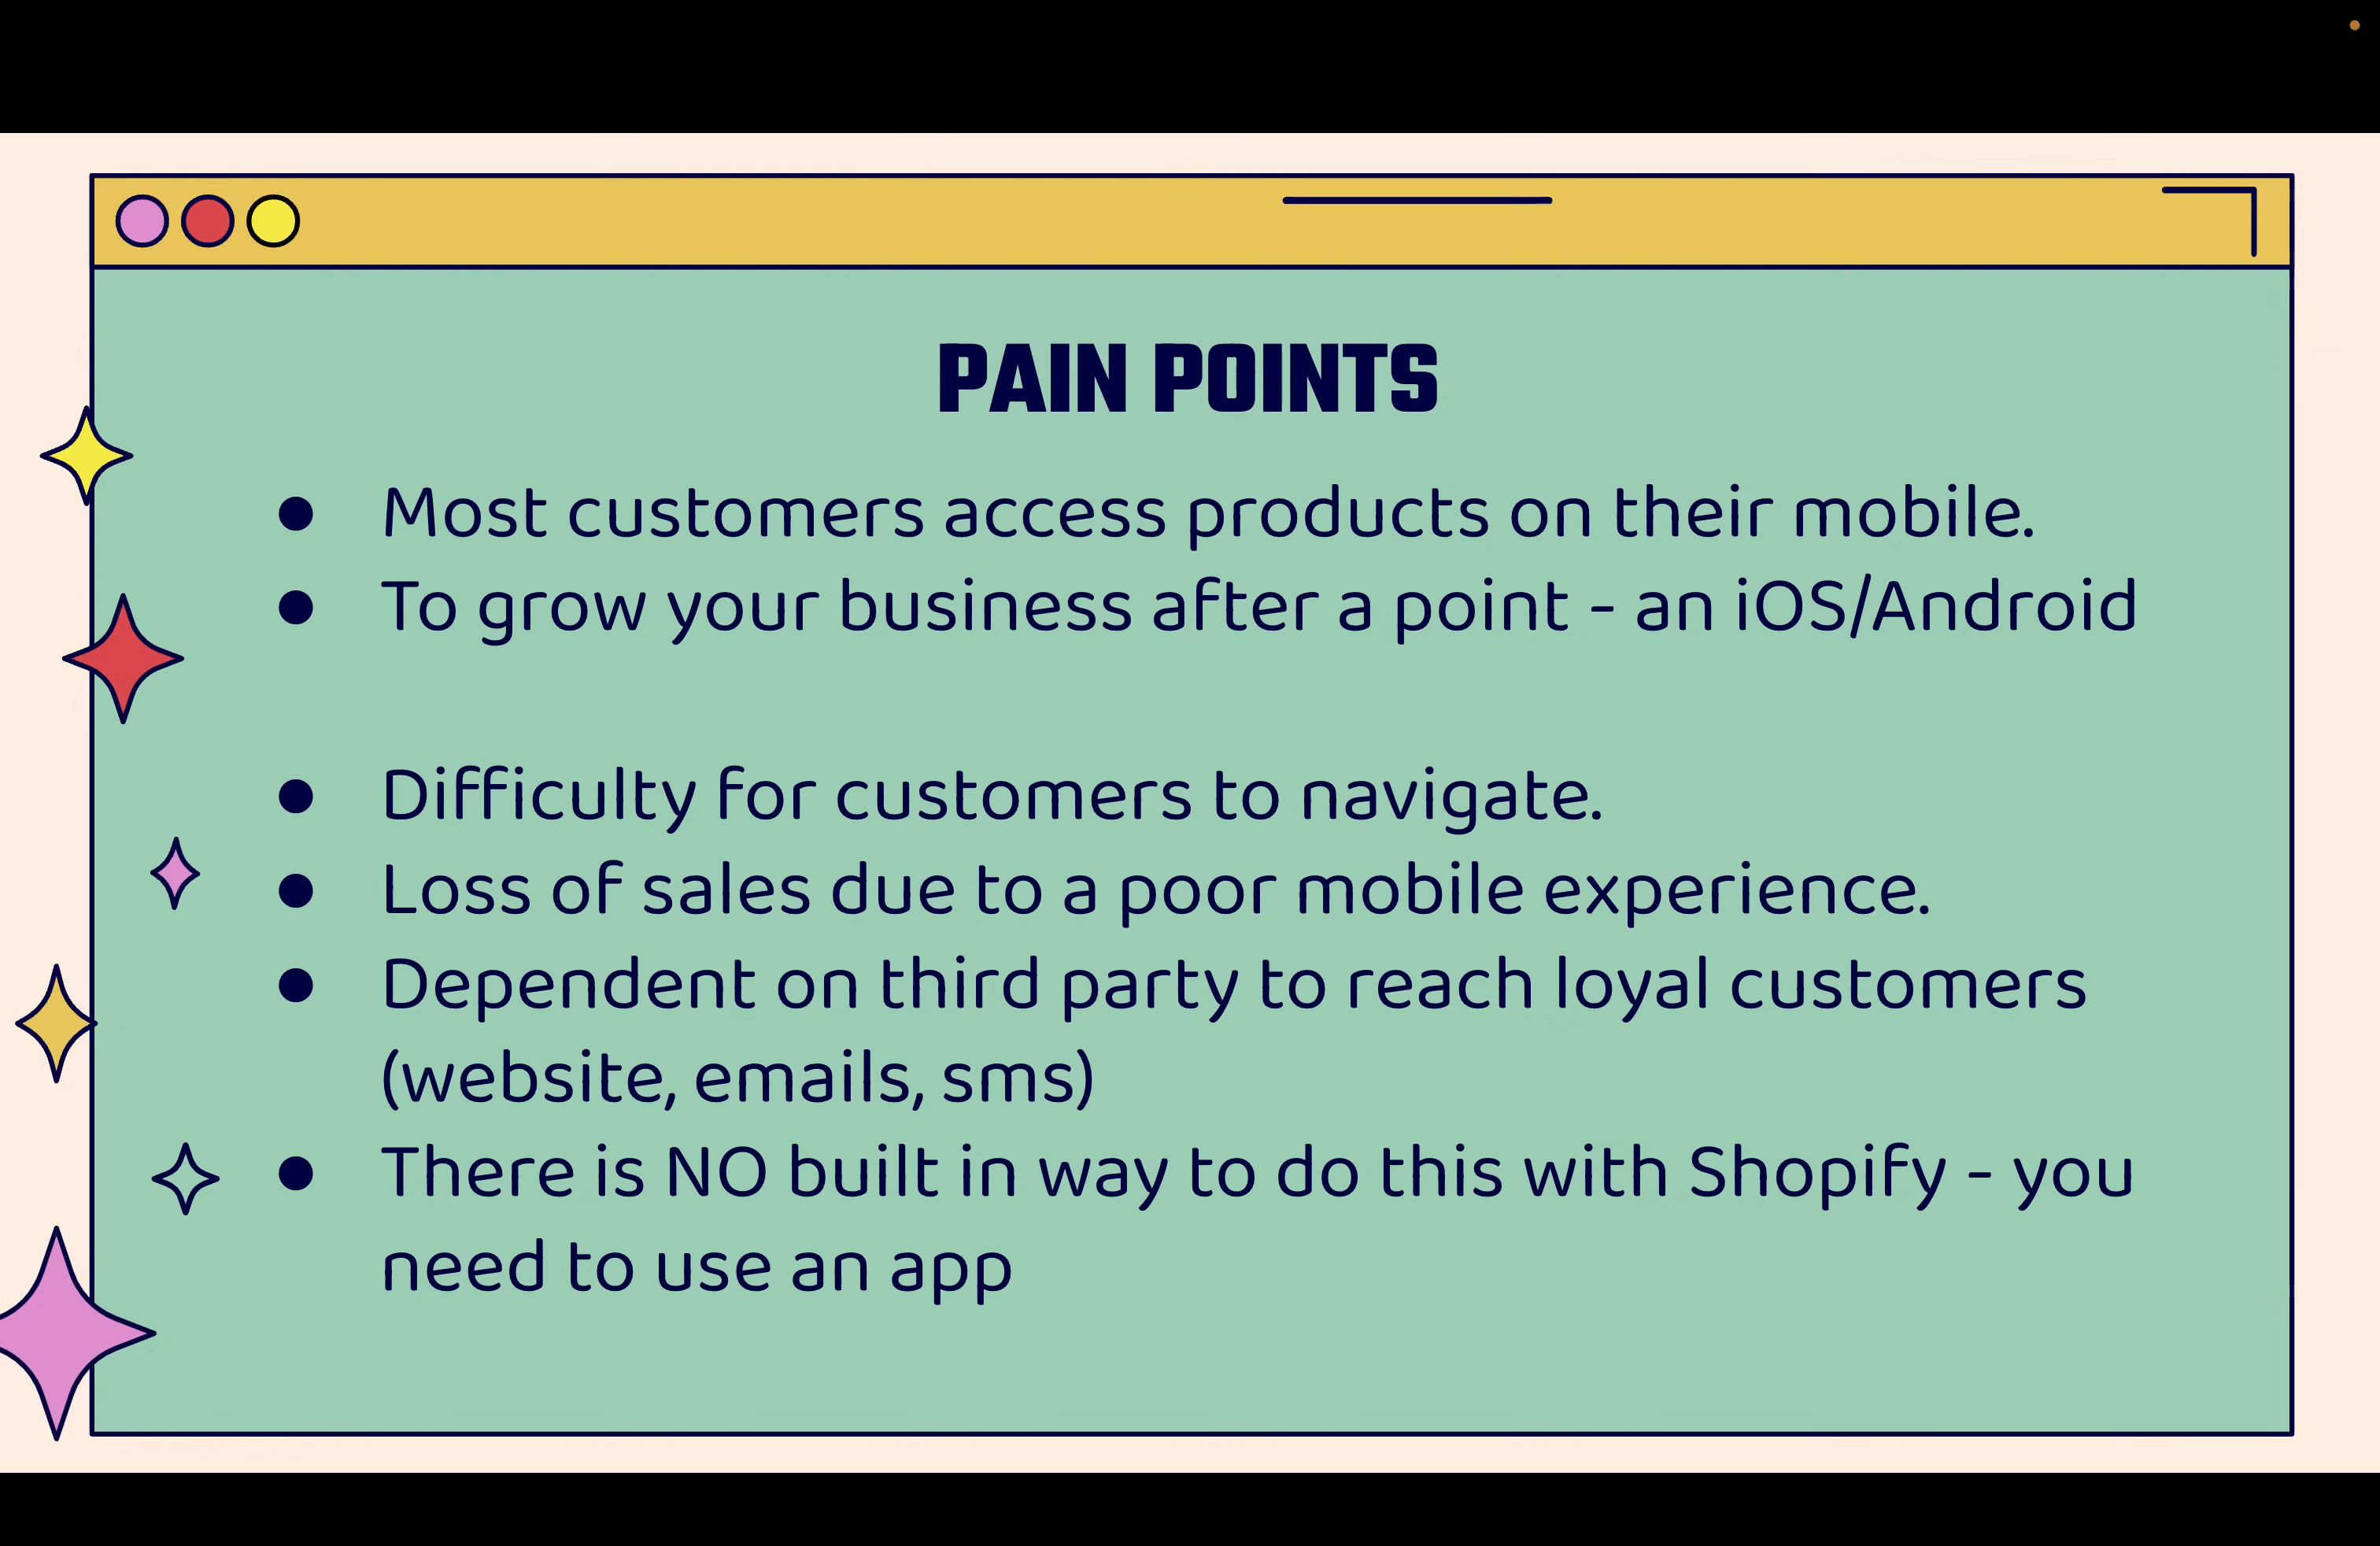 PAIN POINTS
● Most customers access products on their mobile.
● To grow your business after a point - an iOS/Android
● Difficulty for customers to navigate.
● Loss of sales due to a poor mobile experience.
● Dependent on third party to reach loyal customers
(website, emails, sms)
● There is NO built in way to do this with Shopify - you
need to use an app